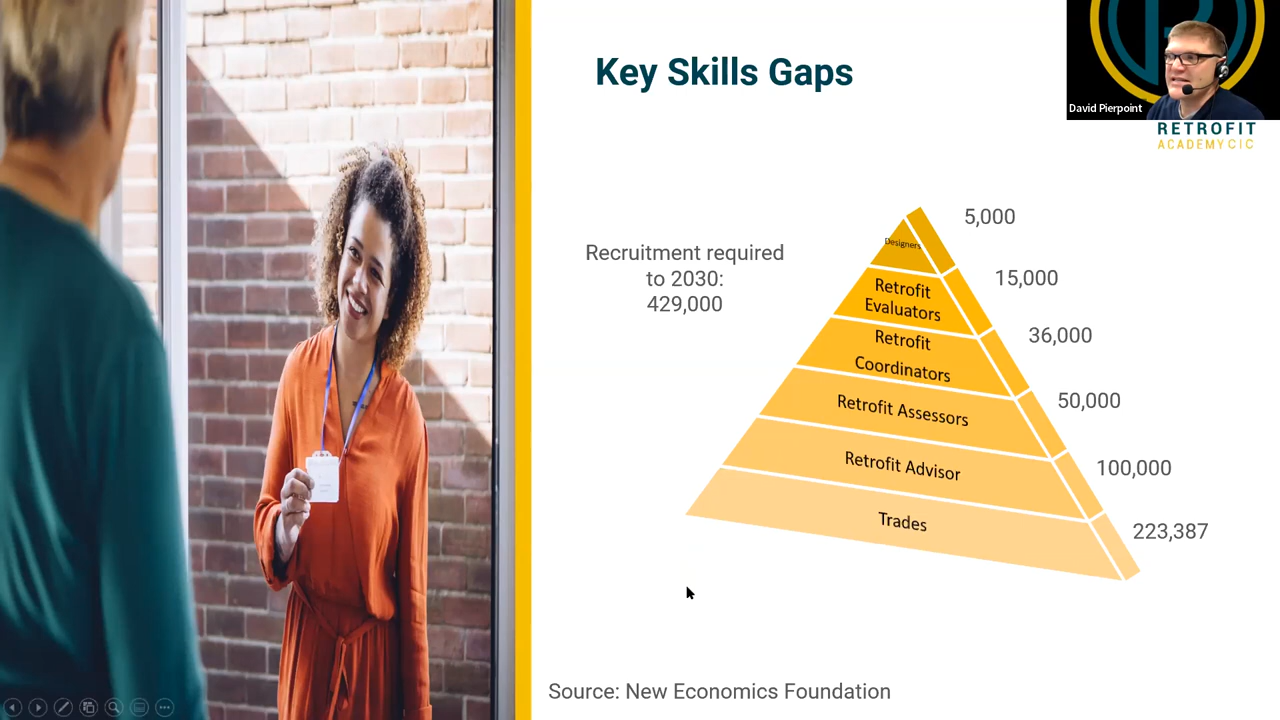 Key Skills Gaps
David Pierpoint
RETROFIT
ACADEMY CIC
Recruitment required
to 2030:
429,000
Designers
5,000
Retrofit
Evaluators
15,000
Retrofit
Coordinators
36,000
Retrofit Assessors
50,000
Retrofit Advisor
100,000
Trades
223,387
Source: New Economics Foundation